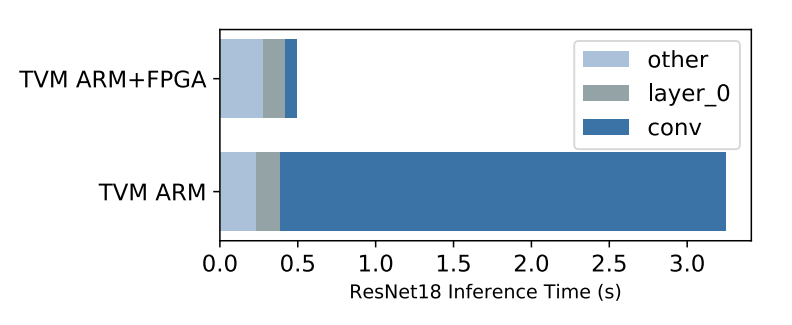 TVM ARM+FPGA
TVM ARM
other
layer_0
conv
0.0 0.5 1.0 1.5 2.0 2.5 3.0
ResNet18 Inference Time (s)